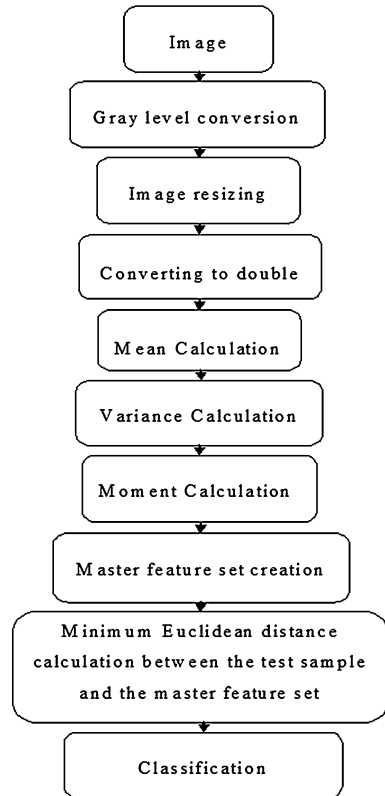 Image
Gray level conversion
Image resizing
Converting to double
Mean Calculation
Variance Calculation
Moment Calculation
Master feature set creation
Minimum Euclidean distance
calculation between the test sample
and the master feature set
Classification